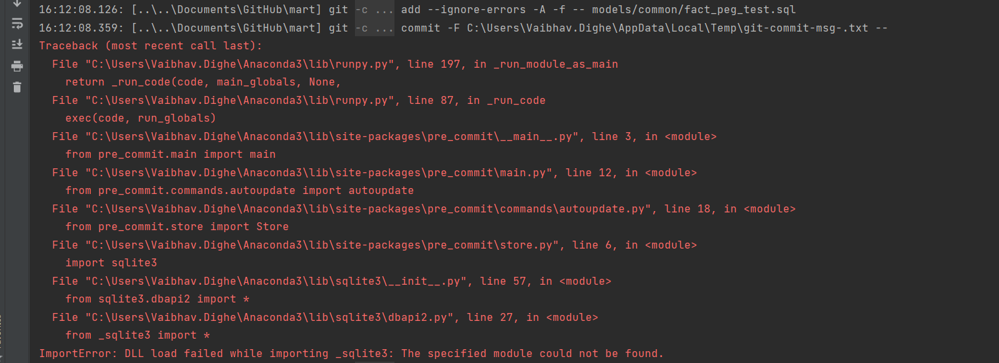 16:12:08.126: [..\..\Documents\GitHub\mart] git -c ... add --ignore-errors -A -f -- models/common/fact_peg_test.sql
16:12:08.359: [..\..\Documents\GitHub\mart] git -c ... commit -F C:\Users\Vaibhav.Dighe\AppData\Local\Temp\git-commit-msg-.txt --
Traceback (most recent call last):
  File "C:\Users\Vaibhav.Dighe\Anaconda3\lib\runpy.py", line 197, in _run_module_as_main
    return _run_code(code, main_globals, None,
  File "C:\Users\Vaibhav.Dighe\Anaconda3\lib\runpy.py", line 87, in _run_code
    exec(code, run_globals)
  File "C:\Users\Vaibhav.Dighe\Anaconda3\lib\site-packages\pre_commit\__main__.py", line 3, in <module>
    from pre_commit.main import main
  File "C:\Users\Vaibhav.Dighe\Anaconda3\lib\site-packages\pre_commit\main.py", line 12, in <module>
    from pre_commit.commands.autoupdate import autoupdate
  File "C:\Users\Vaibhav.Dighe\Anaconda3\lib\site-packages\pre_commit\commands\autoupdate.py", line 18, in <module>
    from pre_commit.store import Store
  File "C:\Users\Vaibhav.Dighe\Anaconda3\lib\site-packages\pre_commit\store.py", line 6, in <module>
    import sqlite3
  File "C:\Users\Vaibhav.Dighe\Anaconda3\lib\sqlite3\__init__.py", line 57, in <module>
    from sqlite3.dbapi2 import *
  File "C:\Users\Vaibhav.Dighe\Anaconda3\lib\sqlite3\dbapi2.py", line 27, in <module>
    from _sqlite3 import *
ImportError: DLL load failed while importing _sqlite3: The specified module could not be found.